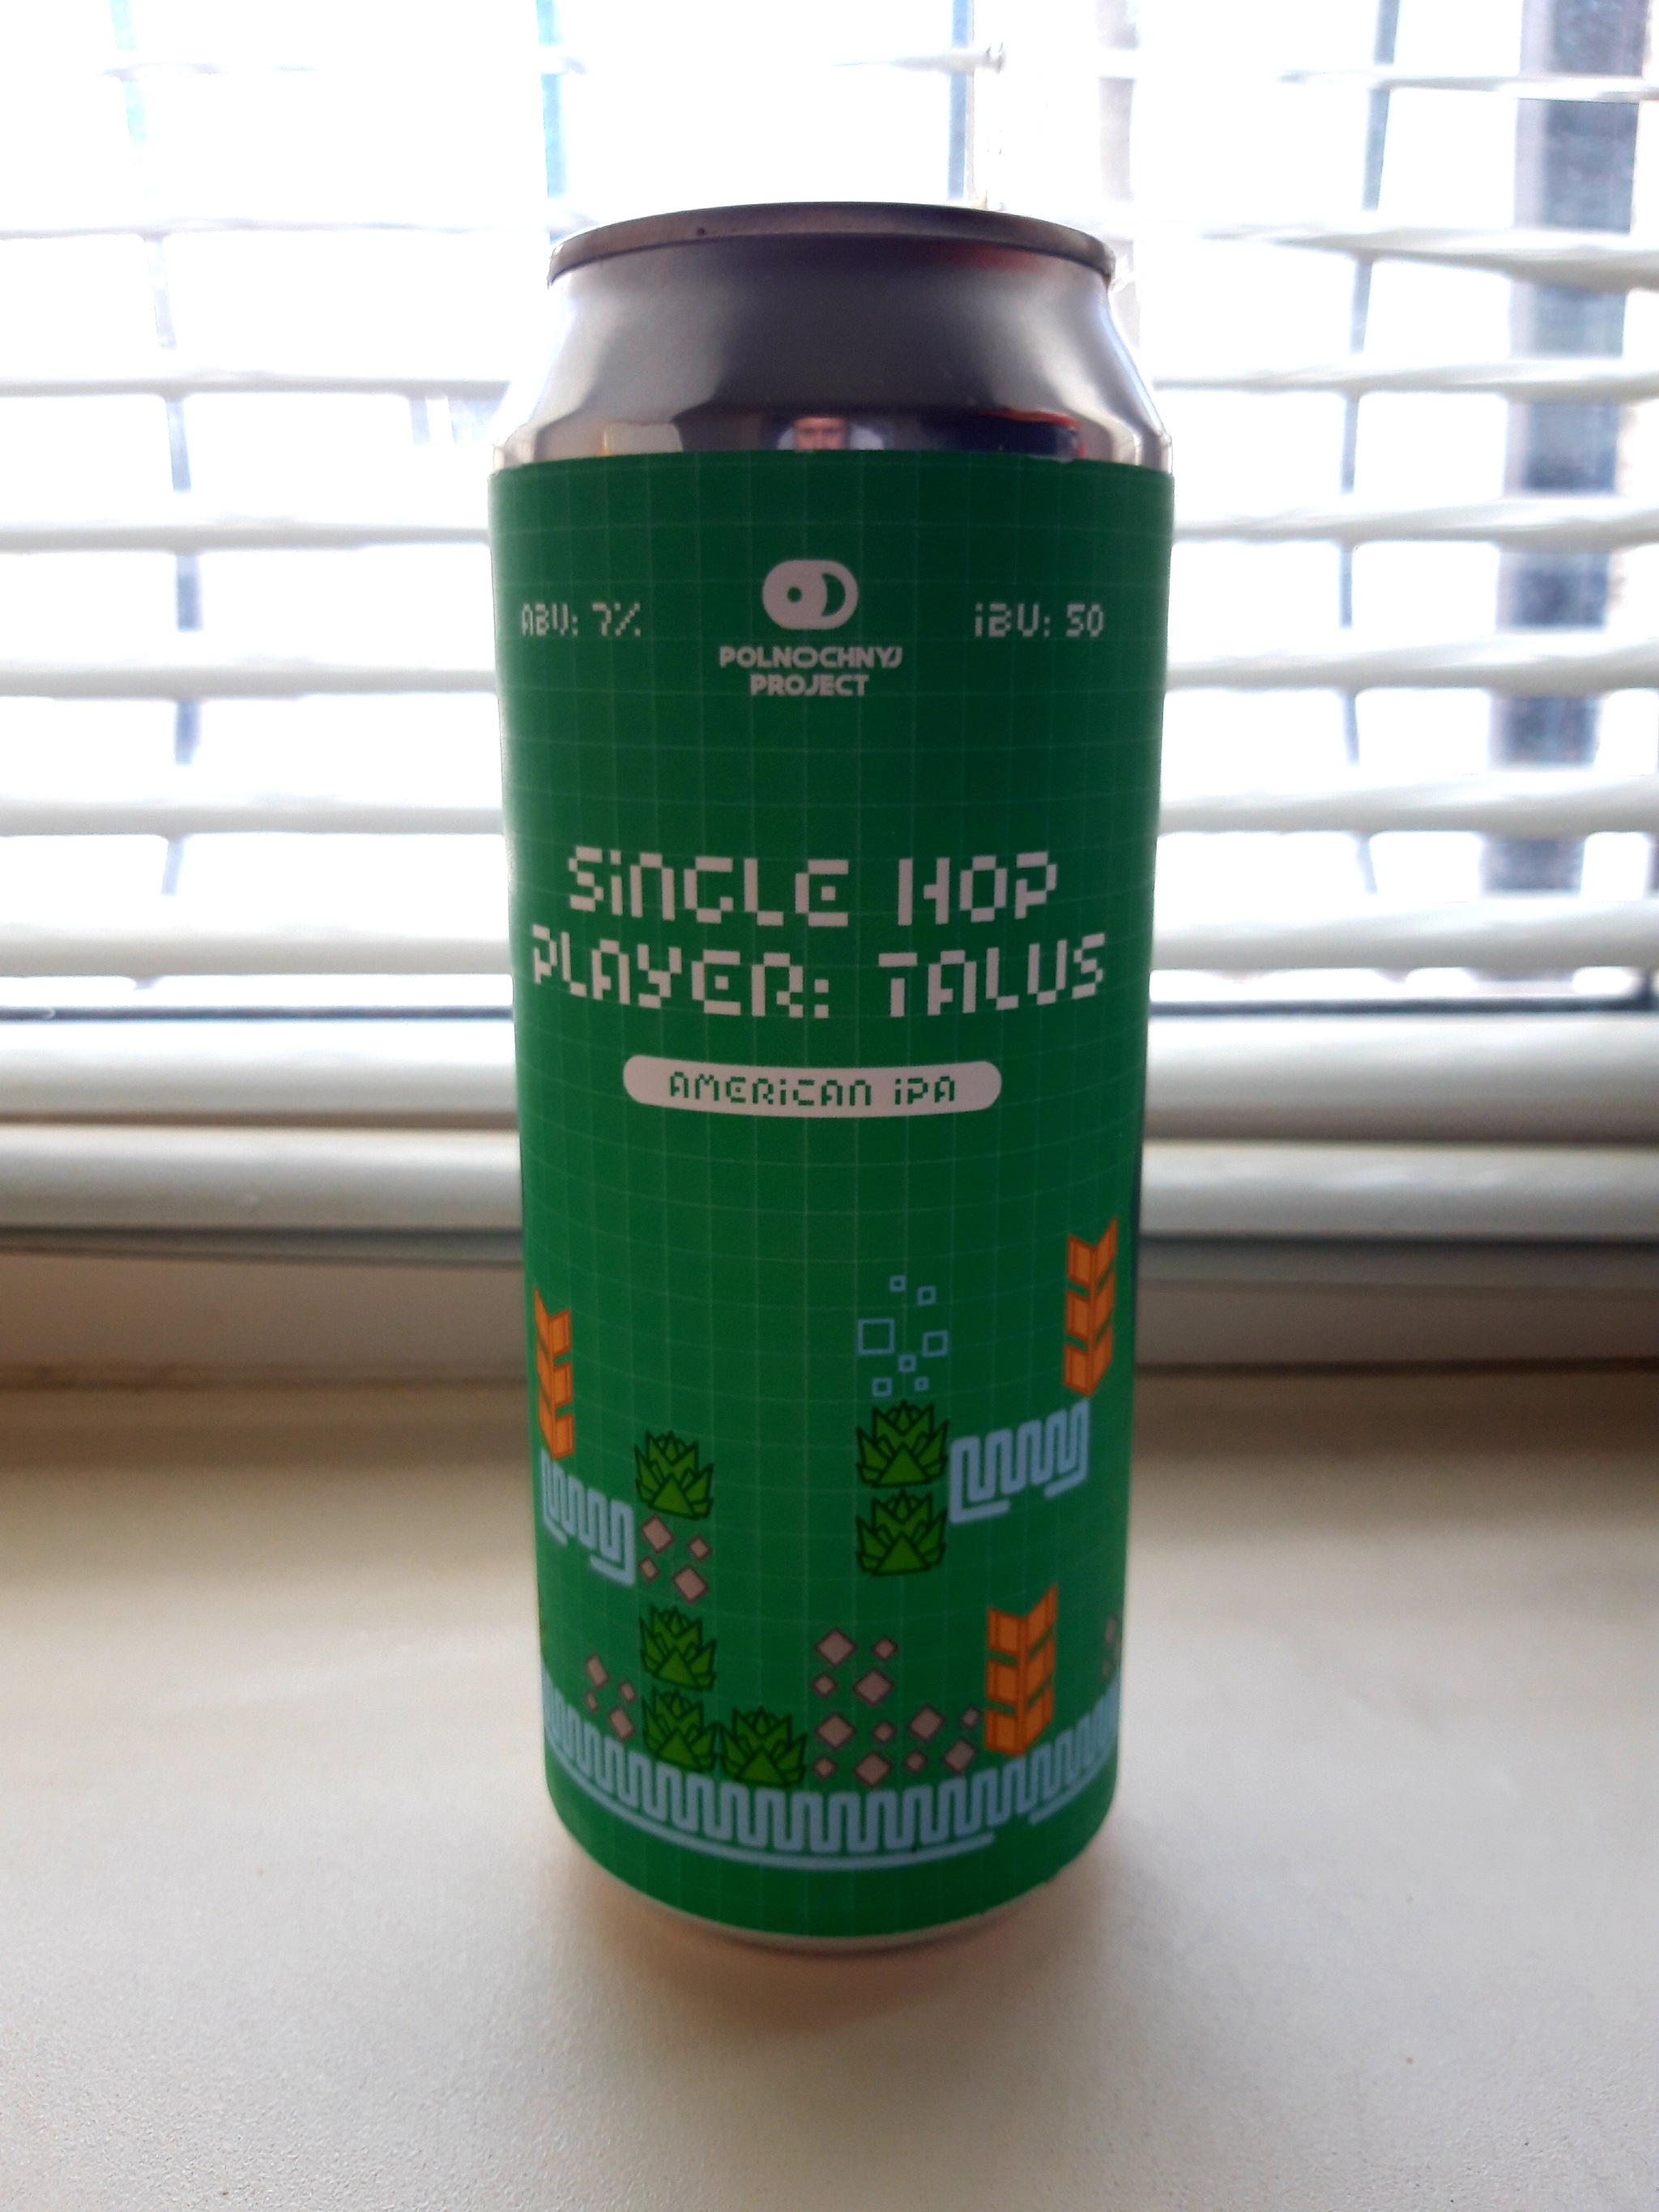 ABV: 7%
POLNOCHNYJ
PROJECT
iBU: 50
SiNGLE HOP
PLAYER: TALUS
AMERiCAN iPA